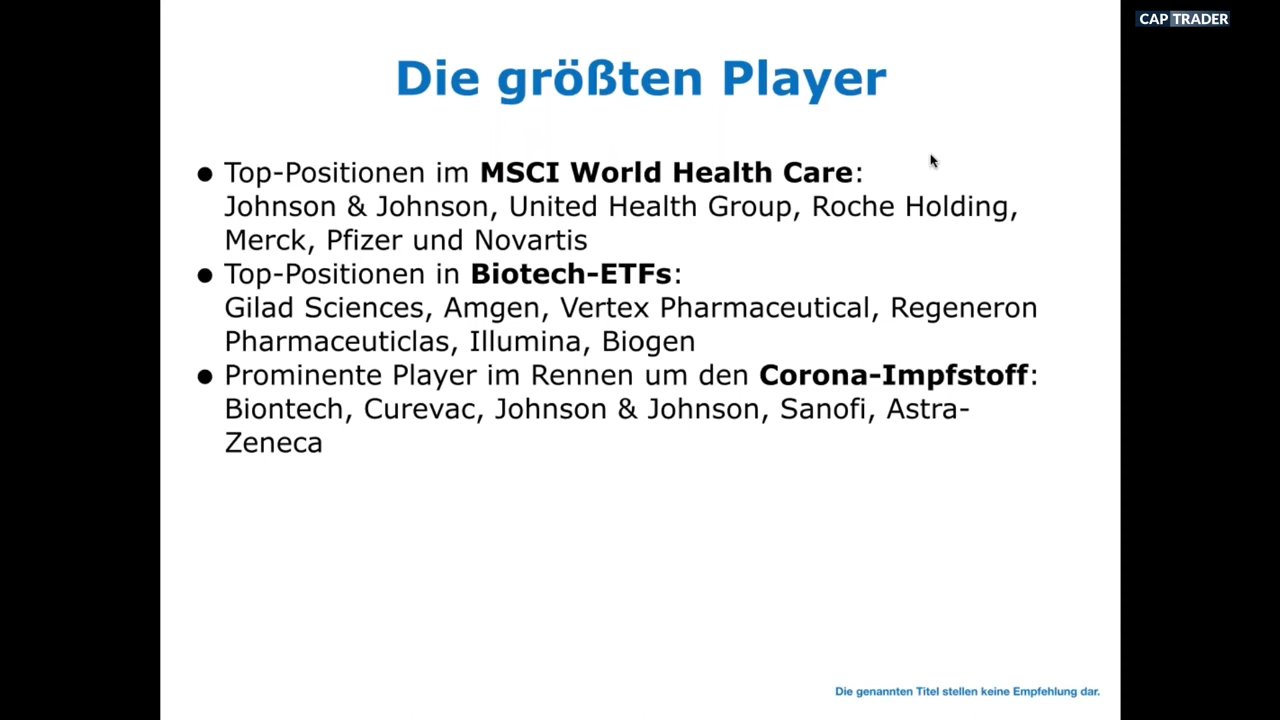 CAP TRADER
Die größten Player
● Top-Positionen im MSCI World Health Care:
Johnson & Johnson, United Health Group, Roche Holding,
Merck, Pfizer und Novartis
● Top-Positionen in Biotech-ETFs:
Gilad Sciences, Amgen, Vertex Pharmaceutical, Regeneron
Pharmaceuticlas, Illumina, Biogen
● Prominente Player im Rennen um den Corona-Impfstoff:
Biontech, Curevac, Johnson & Johnson, Sanofi, Astra-
Zeneca
Die genannten Titel stellen keine Empfehlung dar.